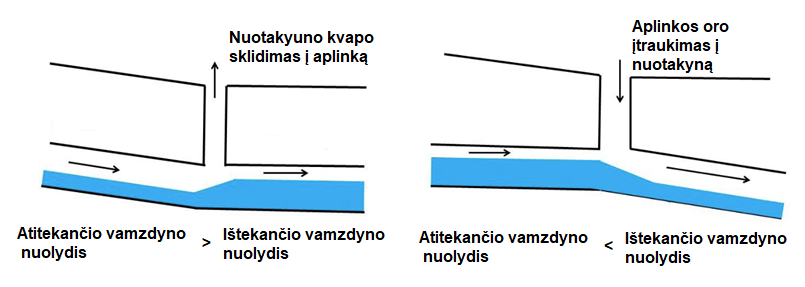 Nuotakyuno kvapo
sklidimas į aplinką
Aplinkos oro
įtraukimas į
nuotakyną
Atitekančio vamzdyno
nuolydis
>
Ištekančio vamzdyno
nuolydis
Atitekančio vamzdyno
nuolydis
<
Ištekančio vamzdyno
nuolydis